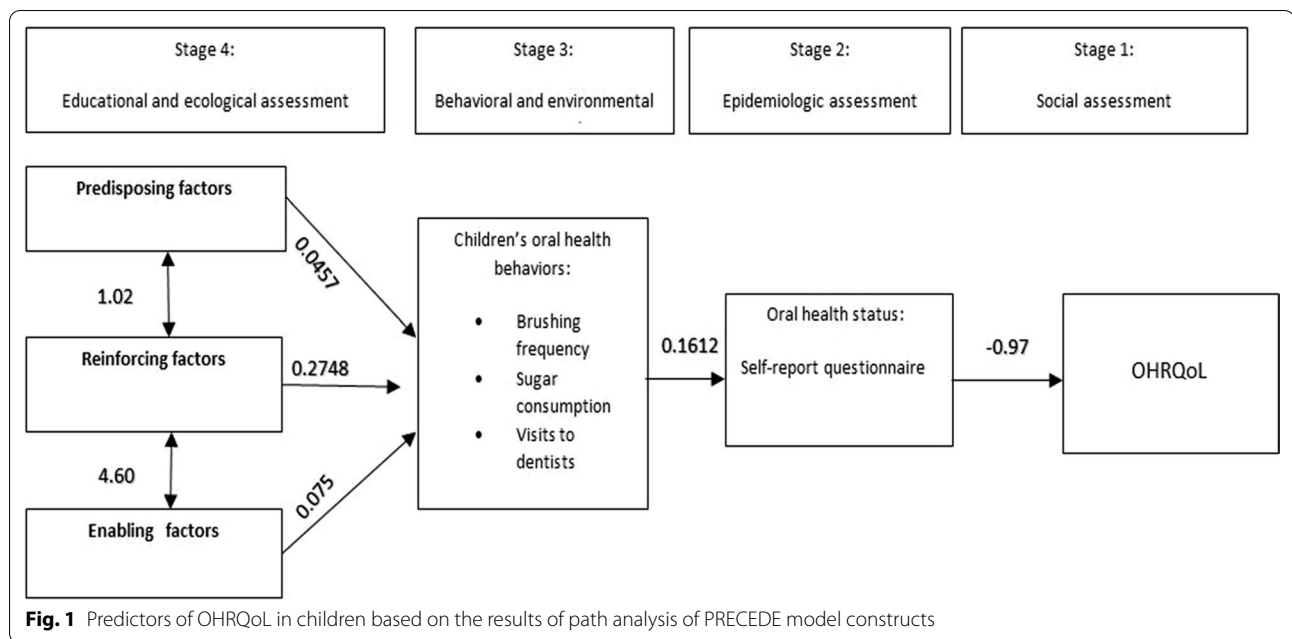 Stage 4:
Educational and ecological assessment
Stage 3:
Behavioral and environmental
Stage 2:
Epidemiologic assessment
Stage 1:
Social assessment
Predisposing factors
0.0457
1.02
Reinforcing factors
0.2748
4.60
Enabling factors
0.075
Children's oral health
behaviors:
• Brushing
frequency
• Sugar
consumption
• Visits to
dentists
0.1612
Oral health status:
Self-report questionnaire
-0.97
OHRQoL
Fig. 1 Predictors of OHRQoL in children based on the results of path analysis of PRECEDE model constructs